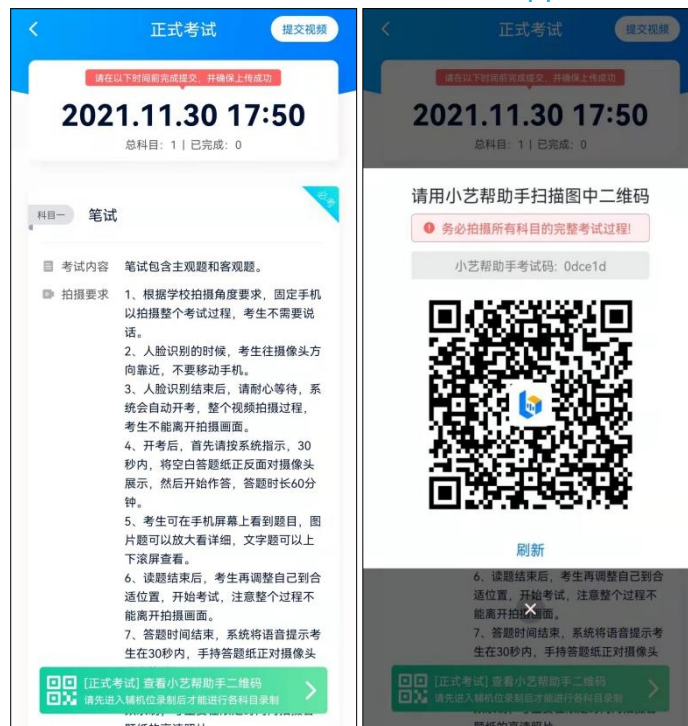 正式考试
提交视频
请在以下时间前完成提交,并确保上传成功
2021.11.30 17:50
总科目: 1 | 已完成: 0
必考
科目一 笔试
考试内容 笔试包含主观题和客观题。
拍摄要求 1、根据学校拍摄角度要求,固定手机
以拍摄整个考试过程,考生不需要说
话。
2、人脸识别的时候,考生往摄像头方
向靠近,不要移动手机。
3、人脸识别结束后,请耐心等待,系
统会自动开考,整个视频拍摄过程,
考生不能离开拍摄画面。
4、开考后,首先请按系统指示,30
秒内,将空白答题纸正反面对摄像头
展示,然后开始作答,答题时长60分
钟。
5、考生可在手机屏幕上看到题目,图
片题可以放大看详细,文字题可以上
下滚屏查看。
6、读题结束后,考生再调整自己到合
适位置,开始考试,注意整个过程不
能离开拍摄画面。
7、答题时间结束,系统将语音提示考
生在30秒内,手持答题纸正对摄像头
[正式考试] 查看小艺帮助手二维码
请先进入辅机位录制后才能进行各科目录制
正式考试
提交视频
请在以下时间前完成提交,并确保上传成功
2021.11.30 17:50
总科目: 1 | 已完成: 0
请用小艺帮助手扫描图中二维码
务必拍摄所有科目的完整考试过程!
小艺帮助手考试码: 0dce1d
刷新
6、读题结束后,考生再调整自己到合
适位置,开始考试,注意整个过程不
能离开拍摄画面。
7、答题时间结束,系统将语音提示考
生在30秒内,手持答题纸正对摄像头
[正式考试] 查看小艺帮助手二维码
请先进入辅机位录制后才能进行各科目录制